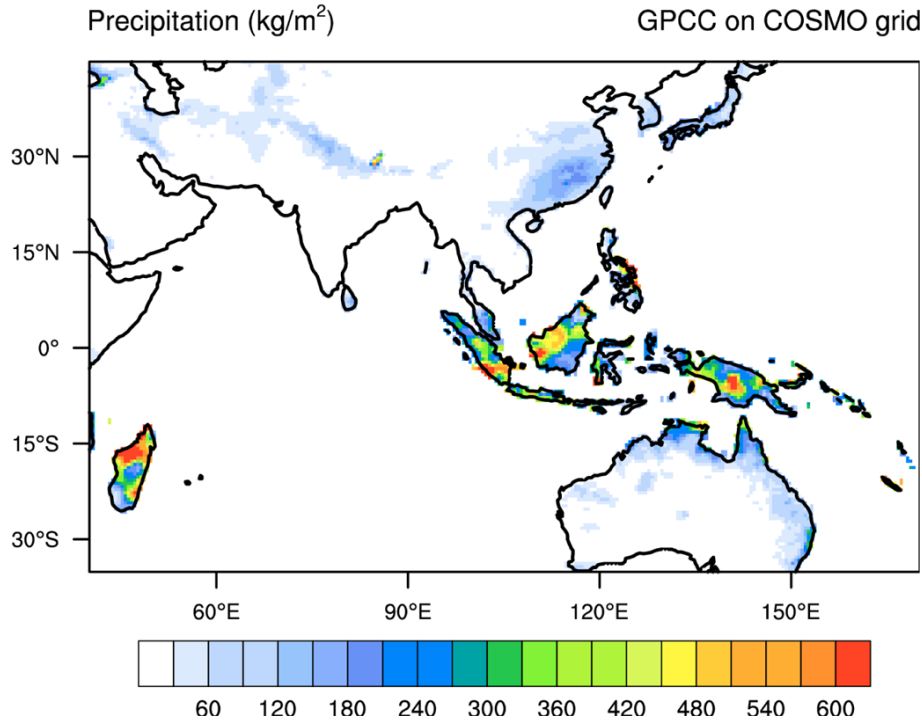 Precipitation (kg/m²) GPCC on COSMO grid
30°N
15°N
0°
15°S
30°S
60°E 90°E 120°E 150°E
60 120 180 240 300 360 420 480 540 600